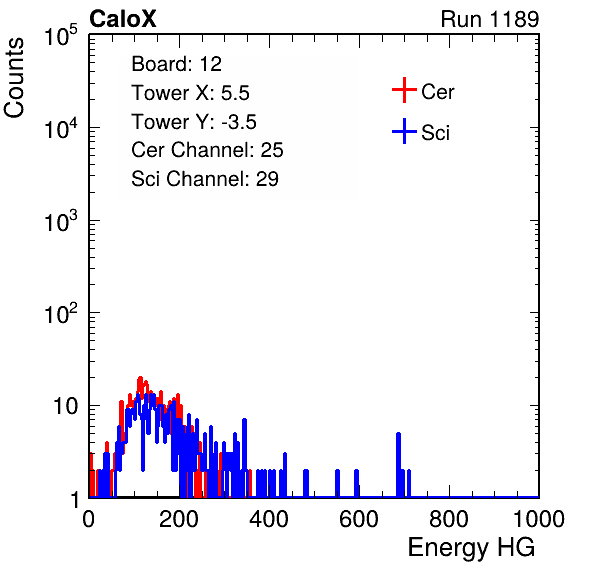 CaloX Run 1189
Counts
Board: 12
Tower X: 5.5
Tower Y: -3.5
Cer Channel: 25
Sci Channel: 29
Cer
Sci
10^5
10^4
10^3
10^2
10
1
0 200 400 600 800 1000
Energy HG